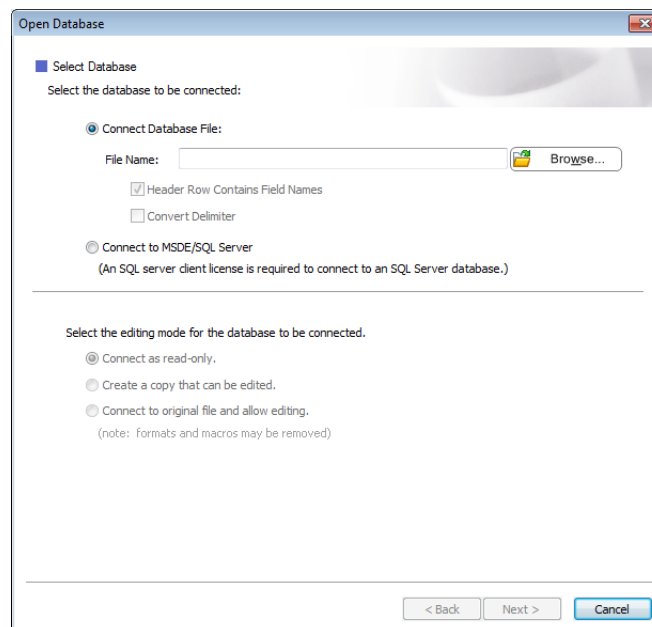 Open Database
Select Database
Select the database to be connected:
Connect Database File:
File Name:
Browse...
Header Row Contains Field Names
Convert Delimiter
Connect to MSDE/SQL Server
(An SQL server client license is required to connect to an SQL Server database.)
Select the editing mode for the database to be connected.
Connect as read-only.
Create a copy that can be edited.
Connect to original file and allow editing.
(note: formats and macros may be removed)
< Back
Next >
Cancel